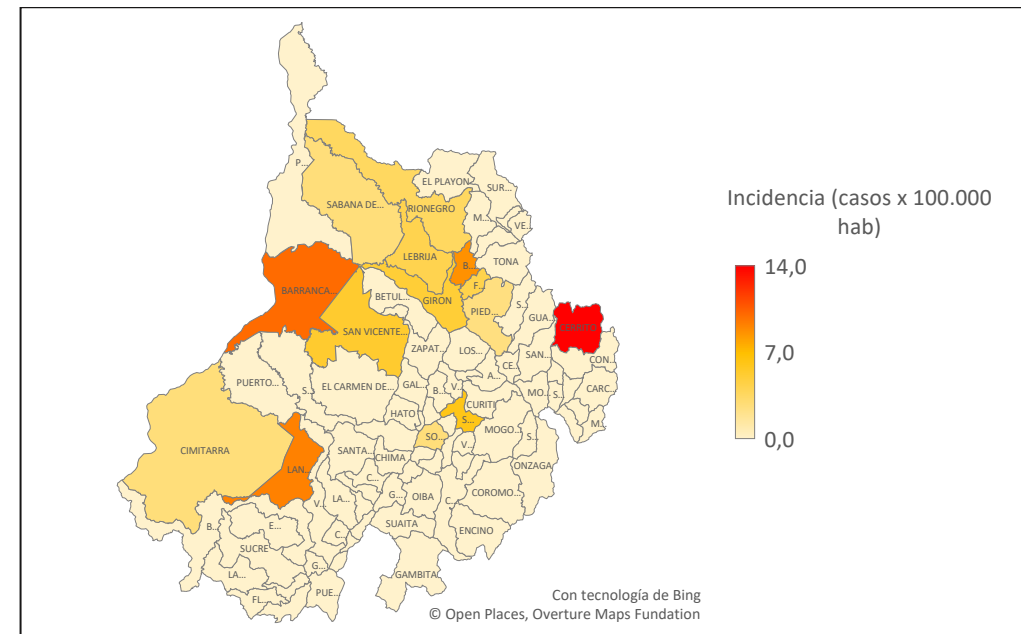 P...
EL PLAYON
SUR...
SABANA DE...
RIONEGRO
M...
VE...
LEBRIJA
B...
TONA
BARRANCA...
BETUL...
GIRON
F...
PIED...
S...
GUA...
CERRITO
SAN VICENTE...
ZAPAT...
LOS...
SAN...
CON...
PUERTO...
S...
EL CARMEN DE...
GAL...
B...
V...
A...
CE...
MO...
S...
CARC...
HATO
CURITI
S...
MOGO...
M...
CIMITARRA
LAN...
SANTA...
CHIMA
SO...
V...
S...
ONZAGA
C...
LA...
G...
OIBA
C...
COROMO...
V...
B...
E...
SUCRE
C...
SUAITA
ENCINO
LA...
G...
GAMBITA
FL...
PUE...
Incidencia (casos x 100.000
hab)
14,0
7,0
0,0
Con tecnología de Bing
© Open Places, Overture Maps Fundation